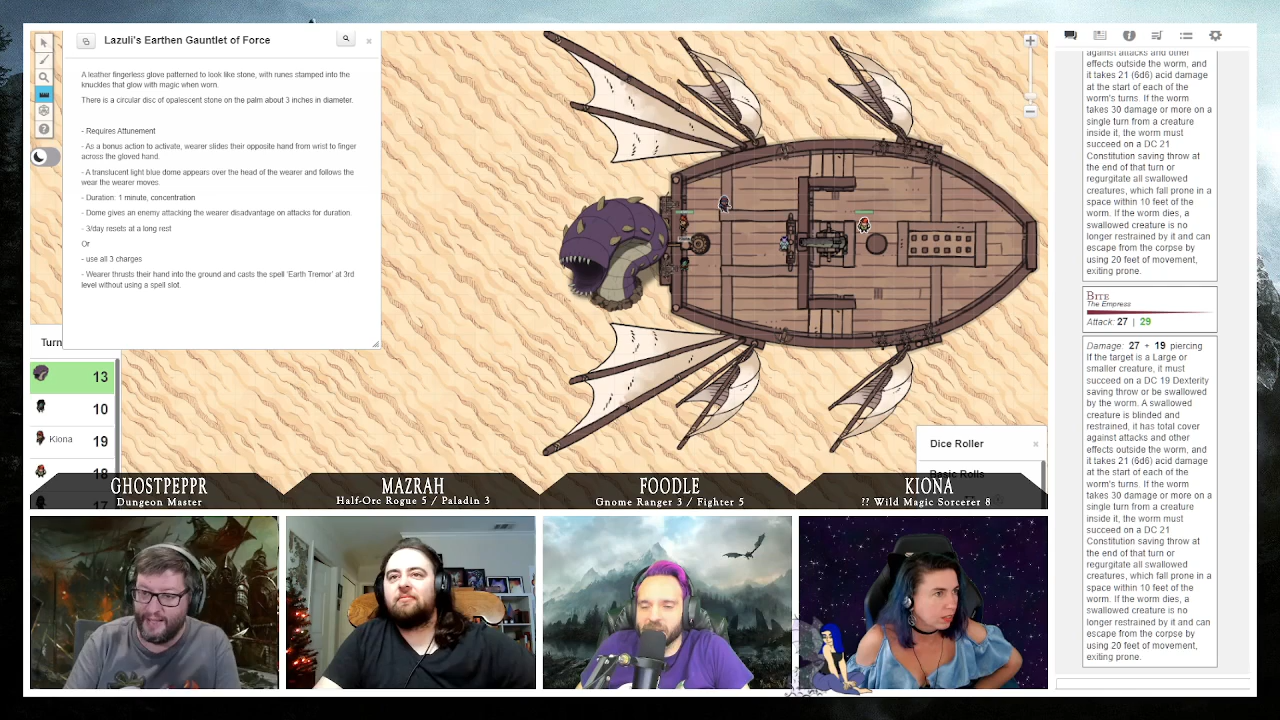 Lazuli's Earthen Gauntlet of Force
A leather fingerless glove patterned to look like stone, with runes stamped into the
knuckles that glow with magic when worn.
There is a circular disc of opalescent stone on the palm about 3 inches in diameter.
- Requires Attunement
- As a bonus action to activate, wearer slides their opposite hand from wrist to finger
across the gloved hand.
- A translucent light blue dome appears over the head of the wearer and follows the
wear the wearer moves.
- Duration: 1 minute, concentration
- Dome gives an enemy attacking the wearer disadvantage on attacks for duration.
- 3/day resets at a long rest
Or
- use all 3 charges
- Wearer thrusts their hand into the ground and casts the spell 'Earth Tremor' at 3rd
level without using a spell slot.
Turn
13
10
Kiona
19
18
17
Dice Roller
Basic Rolls
GHOSTPEPPR
Dungeon Master
MAZRAH
Half-Orc Rogue 5 / Paladin 3
FOODLE
Gnome Ranger 3 / Fighter 5
KIONA
?? Wild Magic Sorcerer 8
against attacks and other
effects outside the worm, and
it takes 21 (6d6) acid damage
at the start of each of the
worm's turns. If the worm
takes 30 damage or more on a
single turn from a creature
inside it, the worm must
succeed on a DC 21
Constitution saving throw at
the end of that turn or
regurgitate all swallowed
creatures, which fall prone in a
space within 10 feet of the
worm. If the worm dies, a
swallowed creature is no
longer restrained by it and can
escape from the corpse by
using 20 feet of movement,
exiting prone.
BITE
The Empress
Attack: 27 | 29
Damage: 27 + 19 piercing
If the target is a Large or
smaller creature, it must
succeed on a DC 19 Dexterity
saving throw or be swallowed
by the worm. A swallowed
creature is blinded and
restrained, it has total cover
against attacks and other
effects outside the worm, and
it takes 21 (6d6) acid damage
at the start of each of the
worm's turns. If the worm
takes 30 damage or more on a
single turn from a creature
inside it, the worm must
succeed on a DC 21
Constitution saving throw at
the end of that turn or
regurgitate all swallowed
creatures, which fall prone in a
space within 10 feet of the
worm. If the worm dies, a
swallowed creature is no
longer restrained by it and can
escape from the corpse by
using 20 feet of movement,
exiting prone.